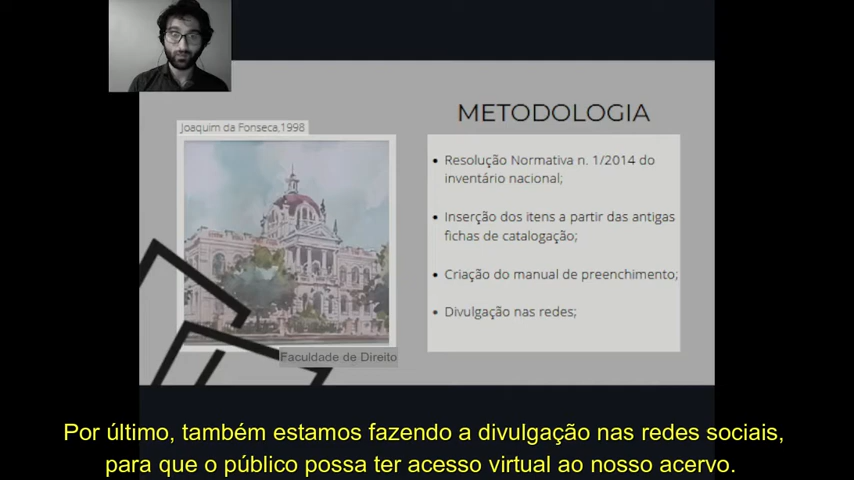 Joaquim da Fonseca,1998
METODOLOGIA
• Resolução Normativa n. 1/2014 do
inventário nacional;
• Inserção dos itens a partir das antigas
fichas de catalogação;
• Criação do manual de preenchimento;
• Divulgação nas redes;
Faculdade de Direito
Por último, também estamos fazendo a divulgação nas redes sociais,
para que o público possa ter acesso virtual ao nosso acervo.